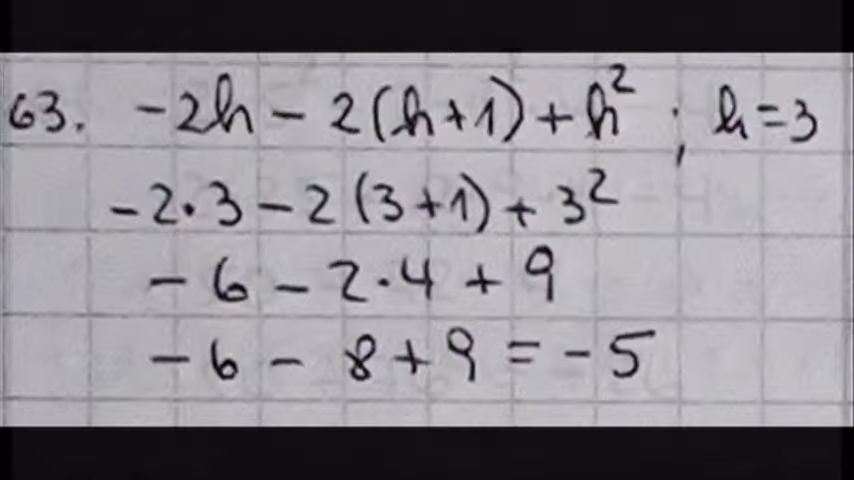 63. -2h - 2(h+1) + h² ; h = 3
-2·3 - 2(3+1) + 3²
-6 - 2·4 + 9
-6 - 8 + 9 = -5